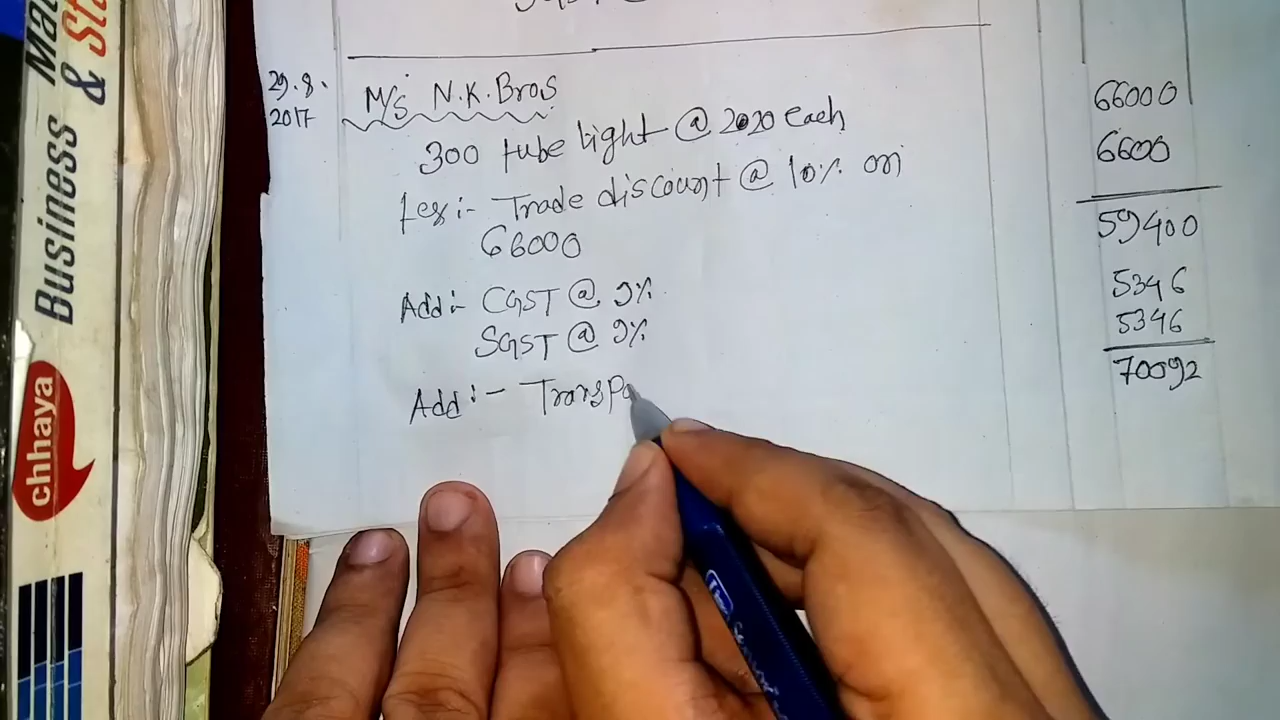 29.8.
2017
M/s N.K.Bros
300 tube light @ 2020 each
66000
Less:- Trade discount @ 10% on
6600
66000
59400
Add:- CGST @ 9%
5346
SGST @ 9%
5346
70092
Add:- Transpo
Business
&
chhaya